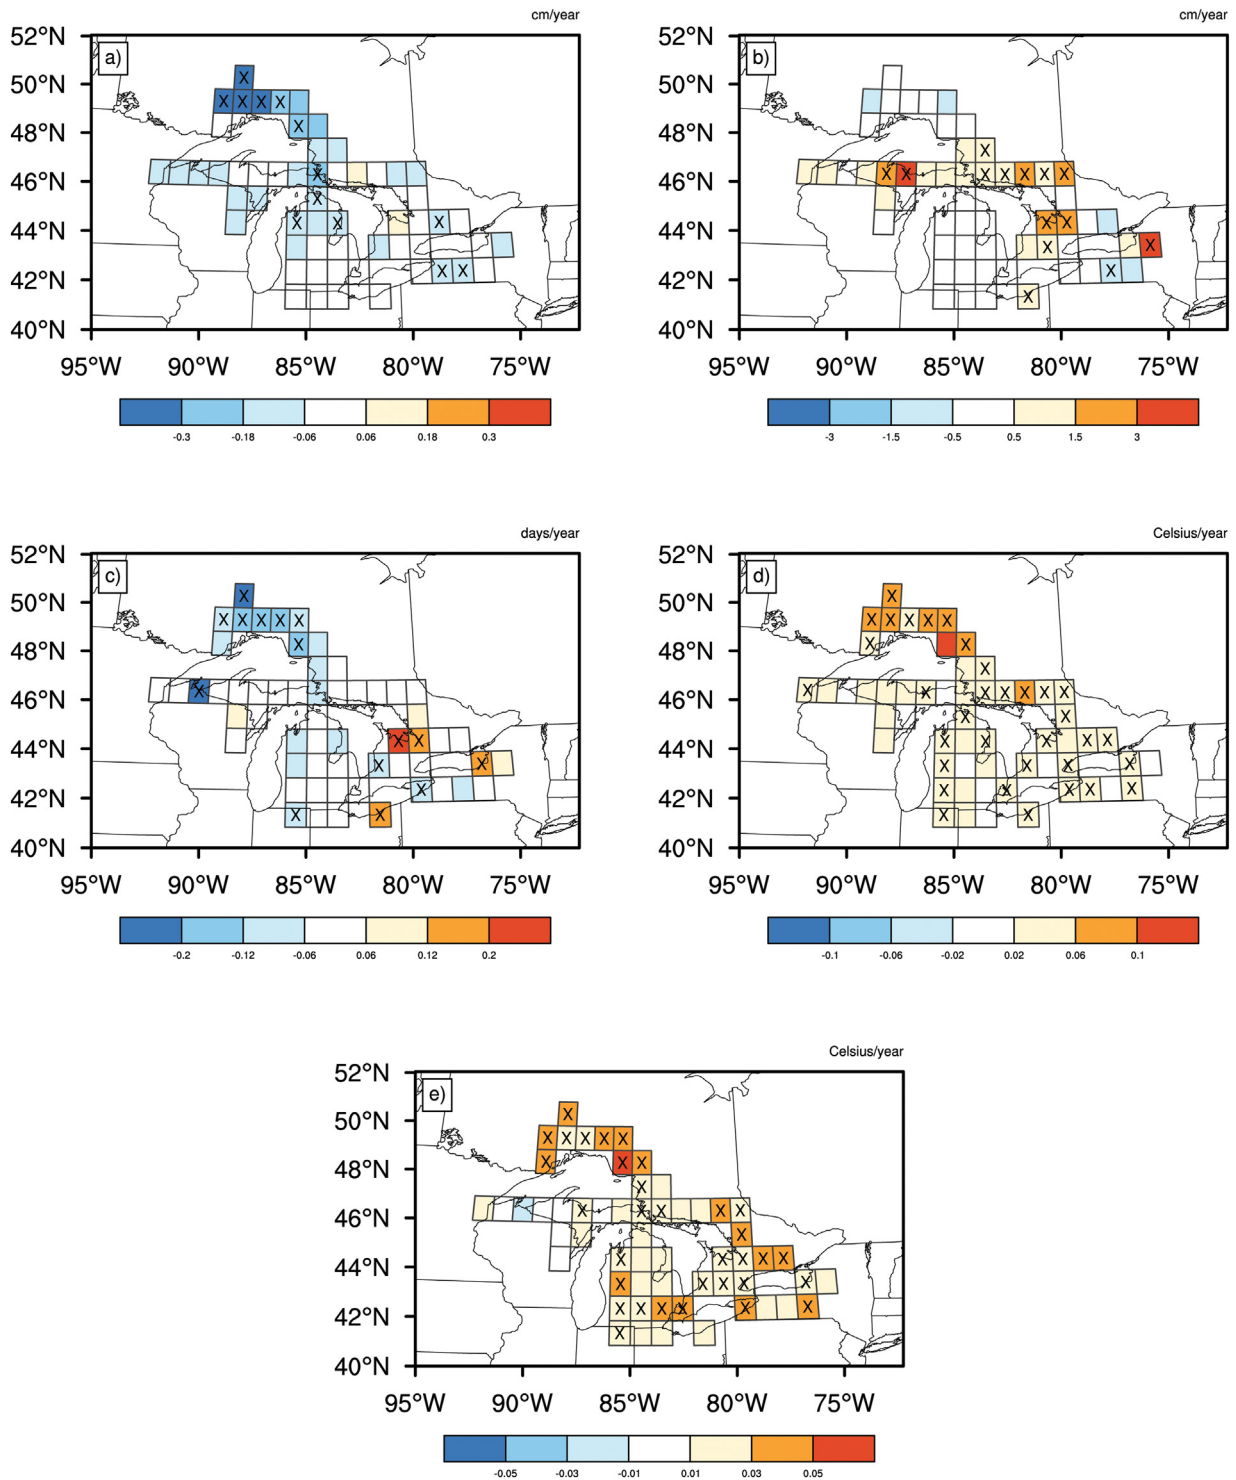 cm/year
cm/year
52°N
a)
50°N
48°N
46°N
44°N
42°N
40°N
95°W 90°W 85°W 80°W 75°W
-0.3 -0.18 -0.06 0.06 0.18 0.3
52°N
b)
50°N
48°N
46°N
44°N
42°N
40°N
95°W 90°W 85°W 80°W 75°W
-3 -1.5 -0.5 0.5 1.5 3
days/year
Celsius/year
52°N
c)
50°N
48°N
46°N
44°N
42°N
40°N
95°W 90°W 85°W 80°W 75°W
-0.2 -0.12 -0.06 0.06 0.12 0.2
52°N
d)
50°N
48°N
46°N
44°N
42°N
40°N
95°W 90°W 85°W 80°W 75°W
-0.1 -0.06 -0.02 0.02 0.06 0.1
Celsius/year
52°N
e)
50°N
48°N
46°N
44°N
42°N
40°N
95°W 90°W 85°W 80°W 75°W
-0.05 -0.03 -0.01 0.01 0.03 0.05